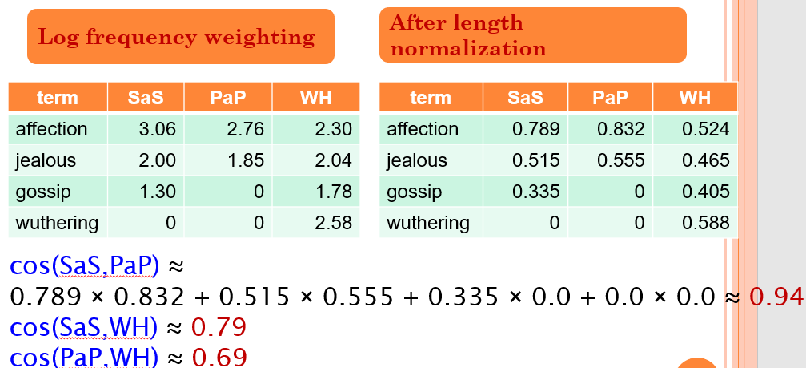 Log frequency weighting
After length
normalization
term SaS PaP WH
affection 3.06 2.76 2.30
jealous 2.00 1.85 2.04
gossip 1.30 0 1.78
wuthering 0 0 2.58
term SaS PaP WH
affection 0.789 0.832 0.524
jealous 0.515 0.555 0.465
gossip 0.335 0 0.405
wuthering 0 0 0.588
cos(SaS,PaP) ≈
0.789 × 0.832 + 0.515 × 0.555 + 0.335 × 0.0 + 0.0 × 0.0 ≈ 0.94
cos(SaS,WH) ≈ 0.79
cos(PaP,WH) ≈ 0.69